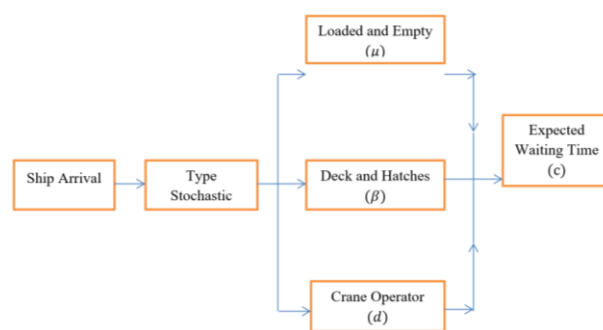 Loaded and Empty
(μ)
Expected
Waiting Time
(c)
Ship Arrival
Type
Stochastic
Deck and Hatches
(β)
Crane Operator
(d)